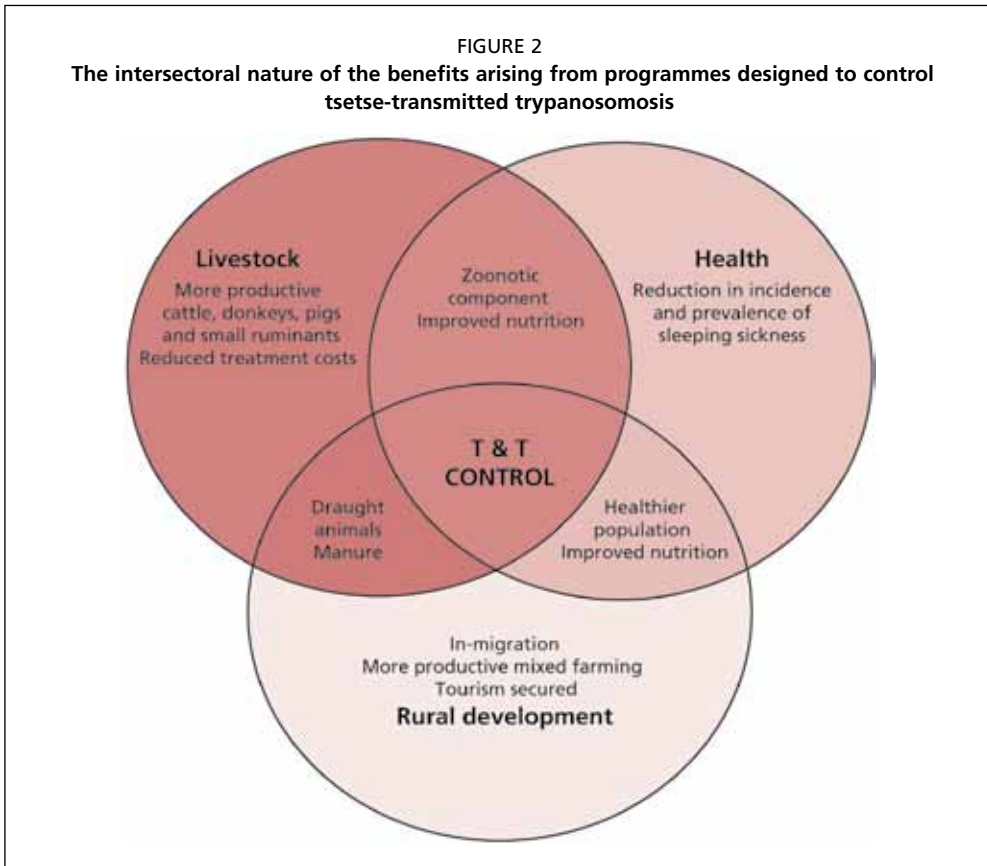 FIGURE 2
The intersectoral nature of the benefits arising from programmes designed to control
tsetse-transmitted trypanosomosis
Livestock
More productive
cattle, donkeys, pigs
and small ruminants
Reduced treatment costs
Zoonotic
component
Improved nutrition
Health
Reduction in incidence
and prevalence of
sleeping sickness
T & T
CONTROL
Draught
animals
Manure
Healthier
population
Improved nutrition
In-migration
More productive mixed farming
Tourism secured
Rural development